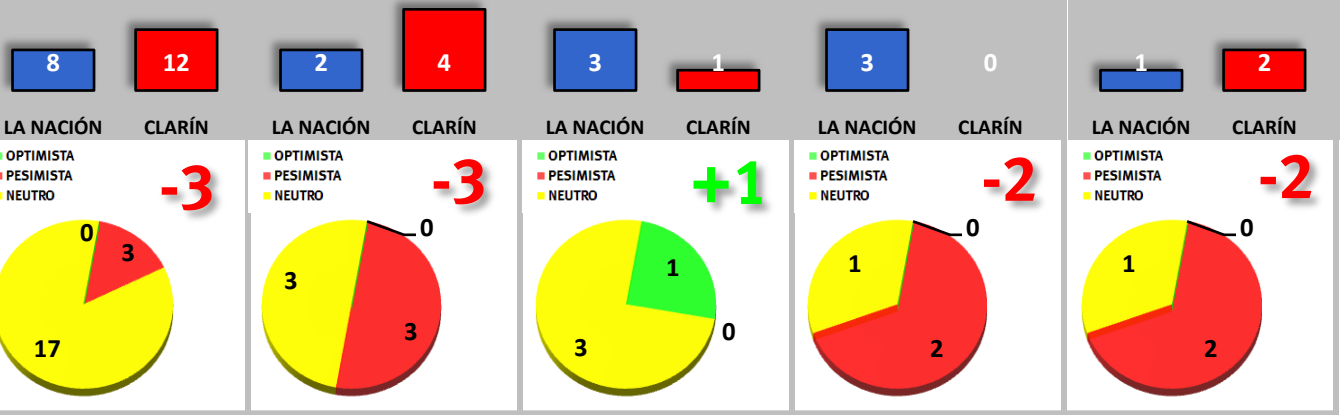 8 12
LA NACIÓN CLARÍN
OPTIMISTA
PESIMISTA
NEUTRO
-3
0
3
17
2 4
LA NACIÓN CLARÍN
OPTIMISTA
PESIMISTA
NEUTRO
-3
0
3
3
3 1
LA NACIÓN CLARÍN
OPTIMISTA
PESIMISTA
NEUTRO
+1
1
0
3
3 0
LA NACIÓN CLARÍN
OPTIMISTA
PESIMISTA
NEUTRO
-2
0
1
2
1 2
LA NACIÓN CLARÍN
OPTIMISTA
PESIMISTA
NEUTRO
-2
0
1
2